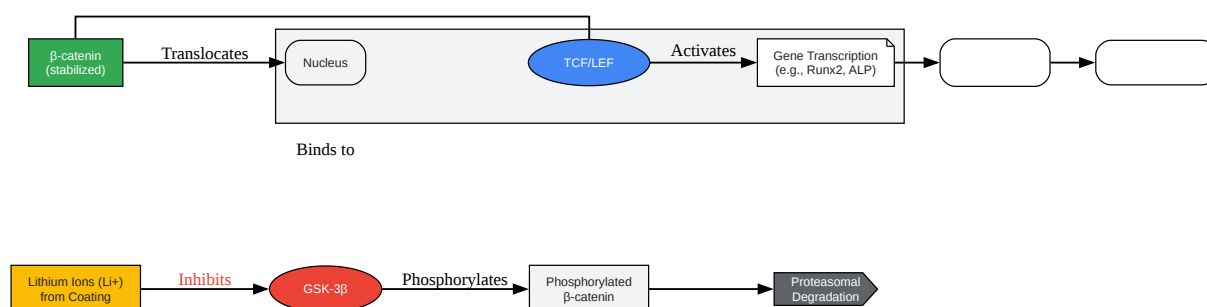 β-catenin
(stabilized)
Translocates
Nucleus
TCF/LEF
Activates
Gene Transcription
(e.g., Runx2, ALP)
Binds to
Lithium Ions (Li+)
from Coating
Inhibits
GSK-3β
Phosphorylates
Phosphorylated
β-catenin
Proteasomal
Degradation